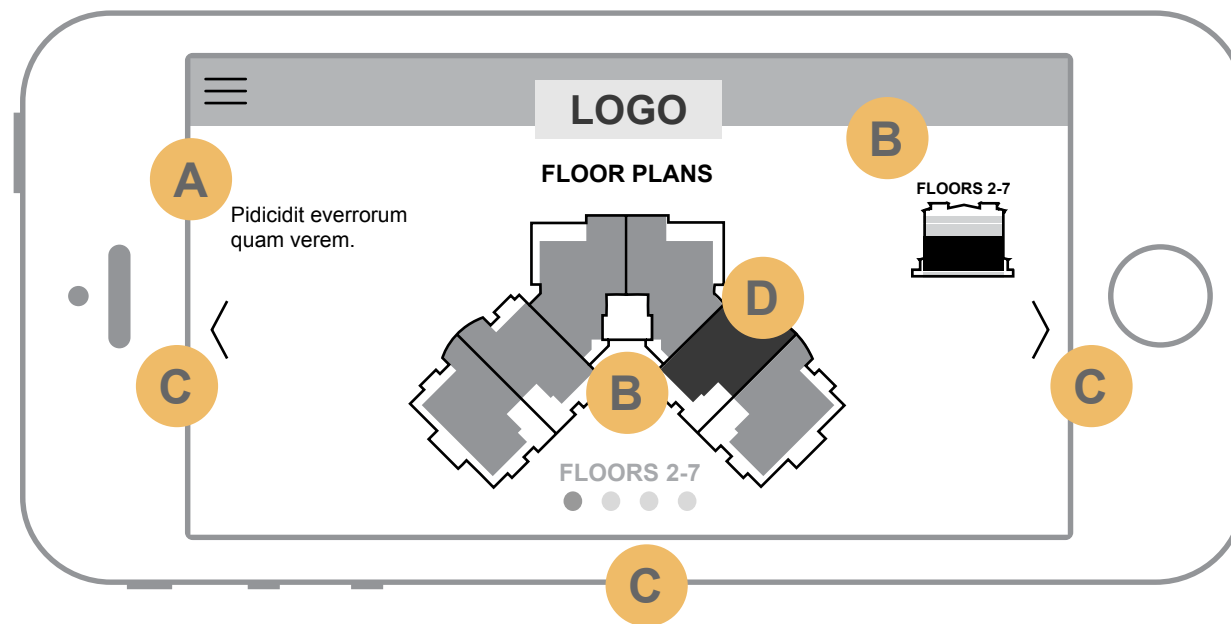 LOGO
B
A
FLOOR PLANS
FLOORS 2-7
Pidicidit everrorum
quam verem.
D
C
B
C
FLOORS 2-7
C